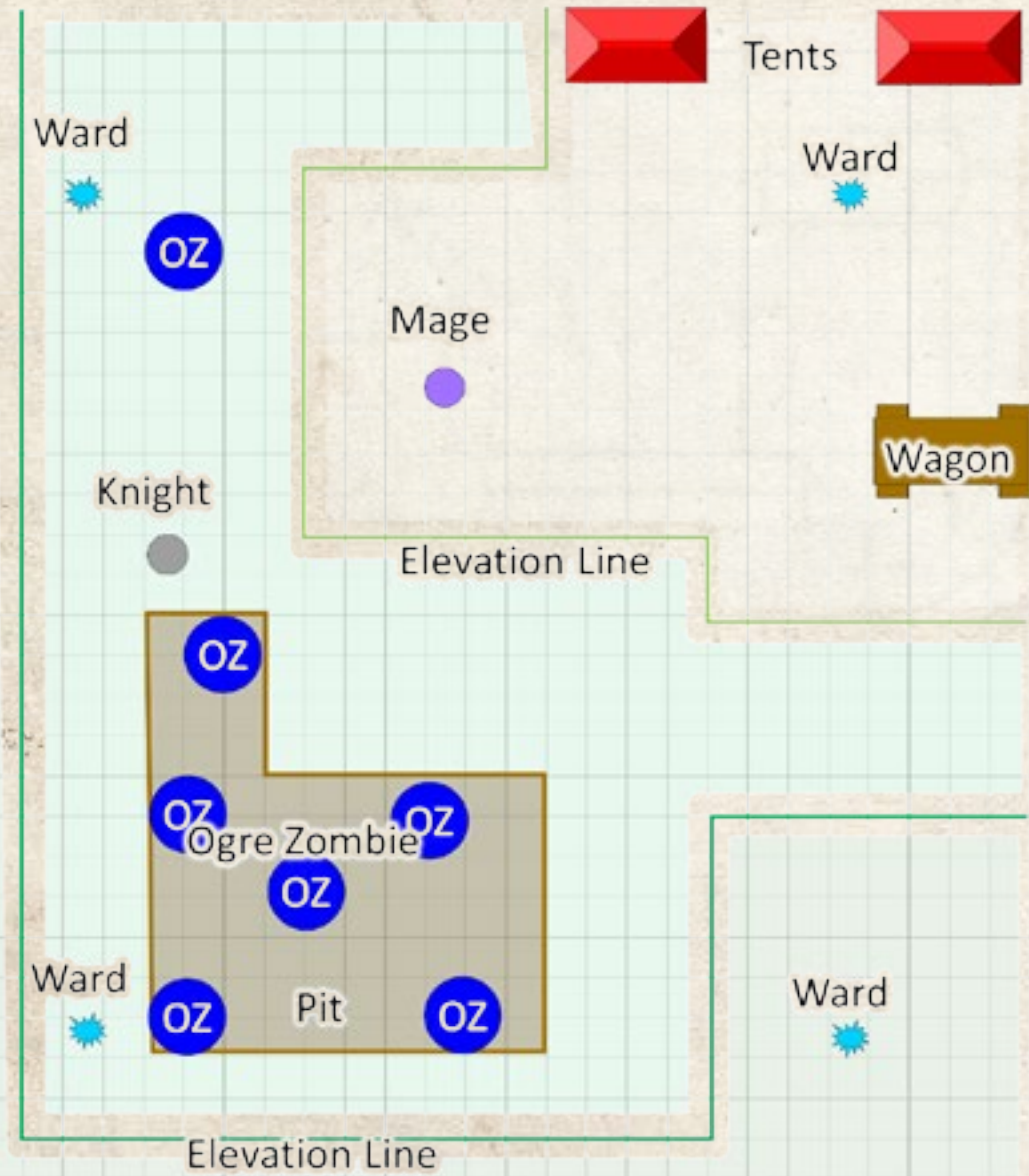 Tents
Ward
Ward
OZ
Mage
Wagon
Knight
Elevation Line
OZ
OZ
OZ
Ogre Zombie
OZ
Ward
Ward
Pit
OZ
OZ
Elevation Line